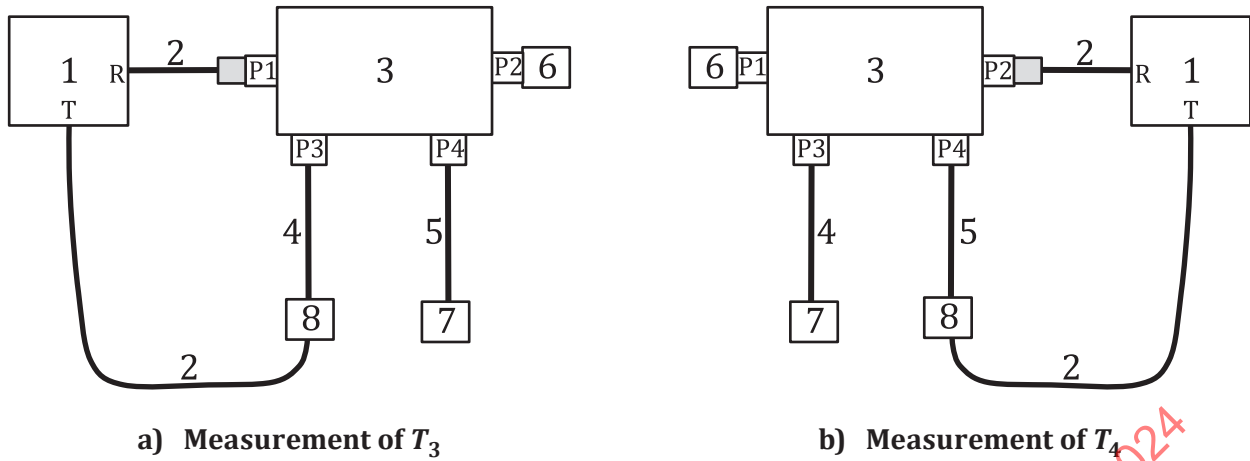 1 R T 2 P1 3 P2 6
P3 P4
4 5
8 7
2
a) Measurement of T3
6 P1 3 P2 2 R 1 T
P3 P4
4 5
7 8
2
b) Measurement of T4
024